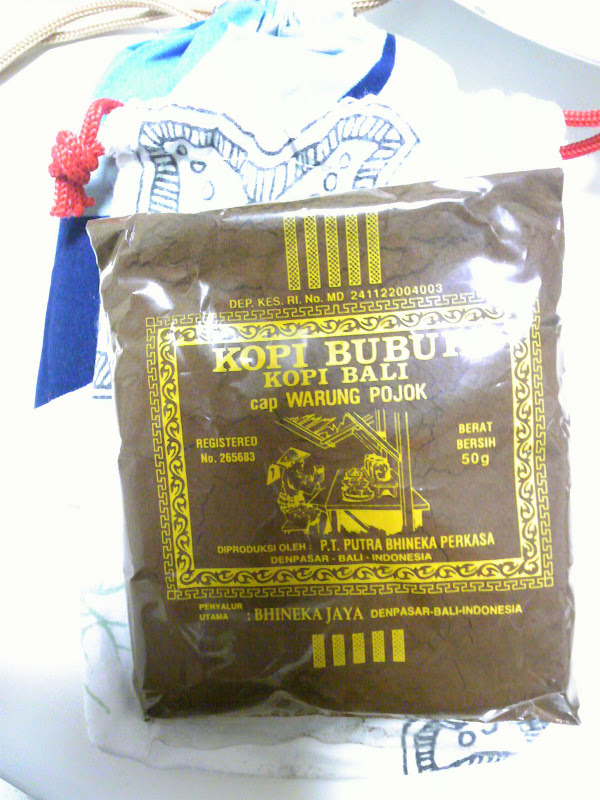 DEP. KES. RI. No. MD 241122004003
KOPI BUBUK
KOPI BALI
cap WARUNG POJOK
REGISTERED
No. 265683
BERAT
BERSIH
50g
DIPRODUKSI OLEH : P.T. PUTRA BHINEKA PERKASA
DENPASAR - BALI - INDONESIA
PENYALUR
UTAMA : BHINEKA JAYA DENPASAR-BALI-INDONESIA